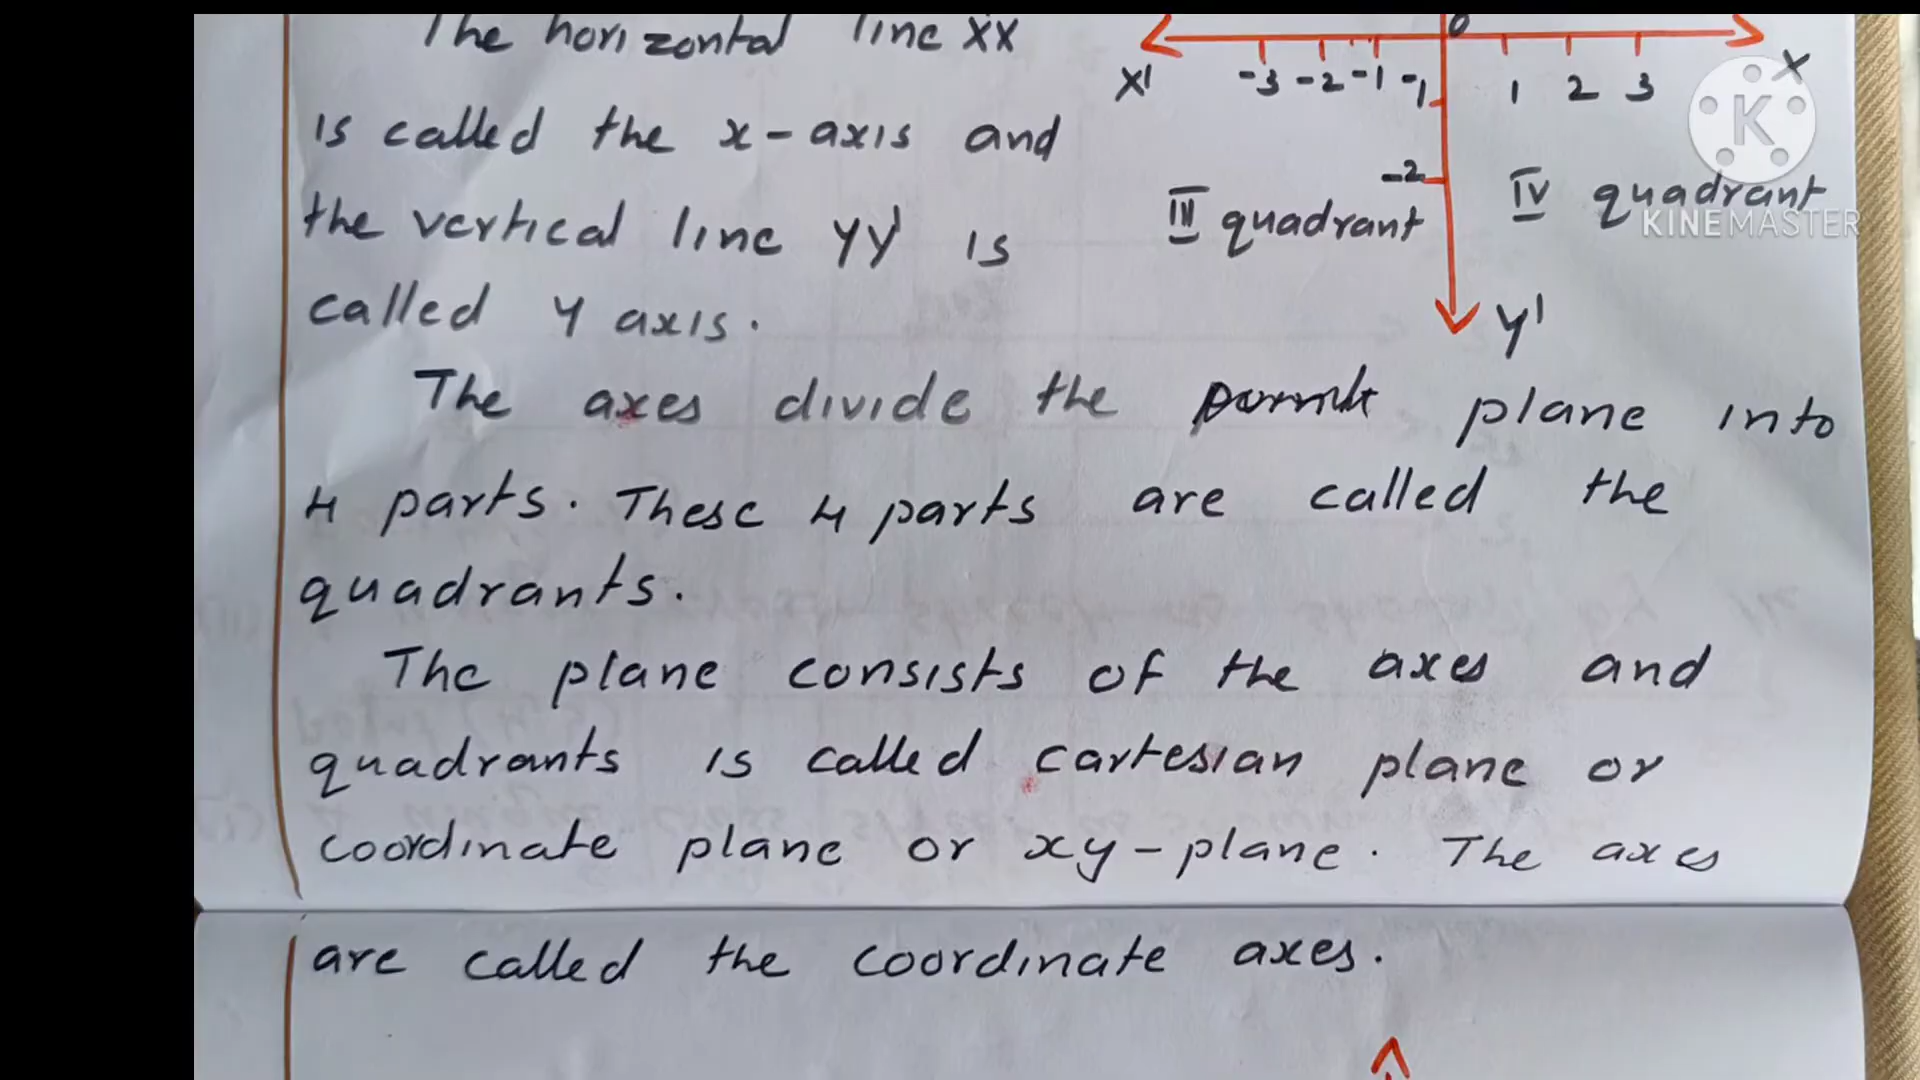 The horizontal line XX
is called the x-axis and
the vertical line YY' is
called Y axis.
The axes divide the plane into
4 parts. These 4 parts are called the
quadrants.
The plane consists of the axes and
quadrants is called cartesian plane or
coordinate plane or xy-plane. The axes
are called the coordinate axes.
0
X' -3 -2 -1 -1 1 2 3 X
-2
III quadrant
IV quadrant
Y'
K
KINEMASTER